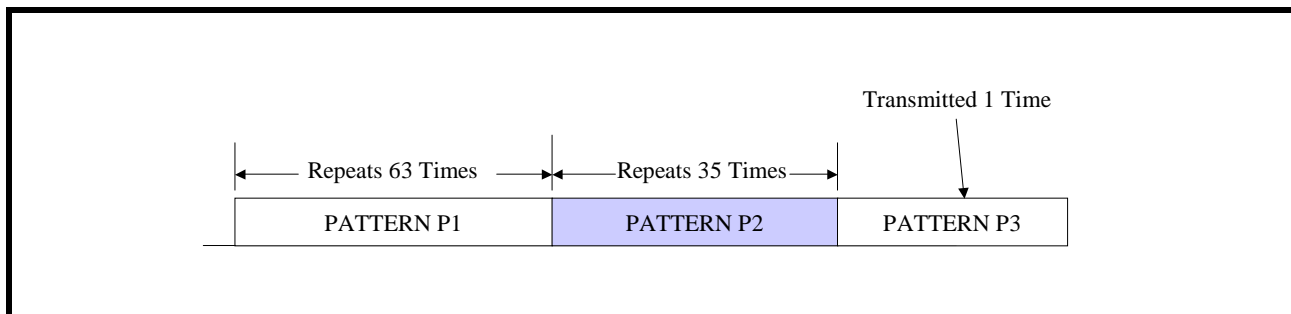 Transmitted 1 Time
Repeats 63 Times
Repeats 35 Times
PATTERN P1
PATTERN P2
PATTERN P3